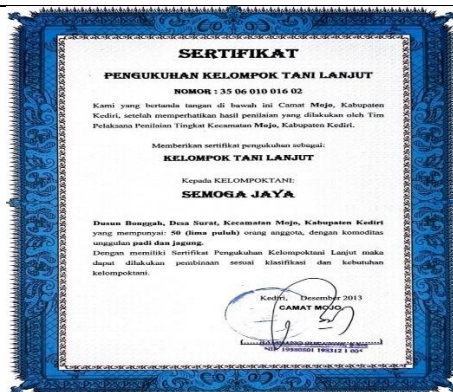 SERTIFIKAT
PENGUKUHAN KELOMPOK TANI LANJUT
NOMOR : 35 06 010 016 02
Kami yang bertanda tangan di bawah ini Camat Mojo, Kabupaten
Kediri, setelah memperhatikan hasil penilaian yang dilakukan oleh Tim
Pelaksana Penilaian Tingkat Kecamatan Mojo, Kabupaten Kediri.
Memberikan sertifikat pengukuhan sebagai:
KELOMPOK TANI LANJUT
Kepada KELOMPOKTANI:
SEMOGA JAYA
Dusun Bonggah, Desa Surat, Kecamatan Mojo, Kabupaten Kediri
yang mempunyai: 50 (lima puluh) orang anggota, dengan komoditas
unggulan padi dan jagung.
Dengan memiliki Sertifikat Pengukuhan Kelompoktani Lanjut maka
dapat dilakukan pembinaan sesuai klasifikasi dan kebutuhan
kelompoktani.
Kediri, Desember 2013
CAMAT MOJO
NIP.